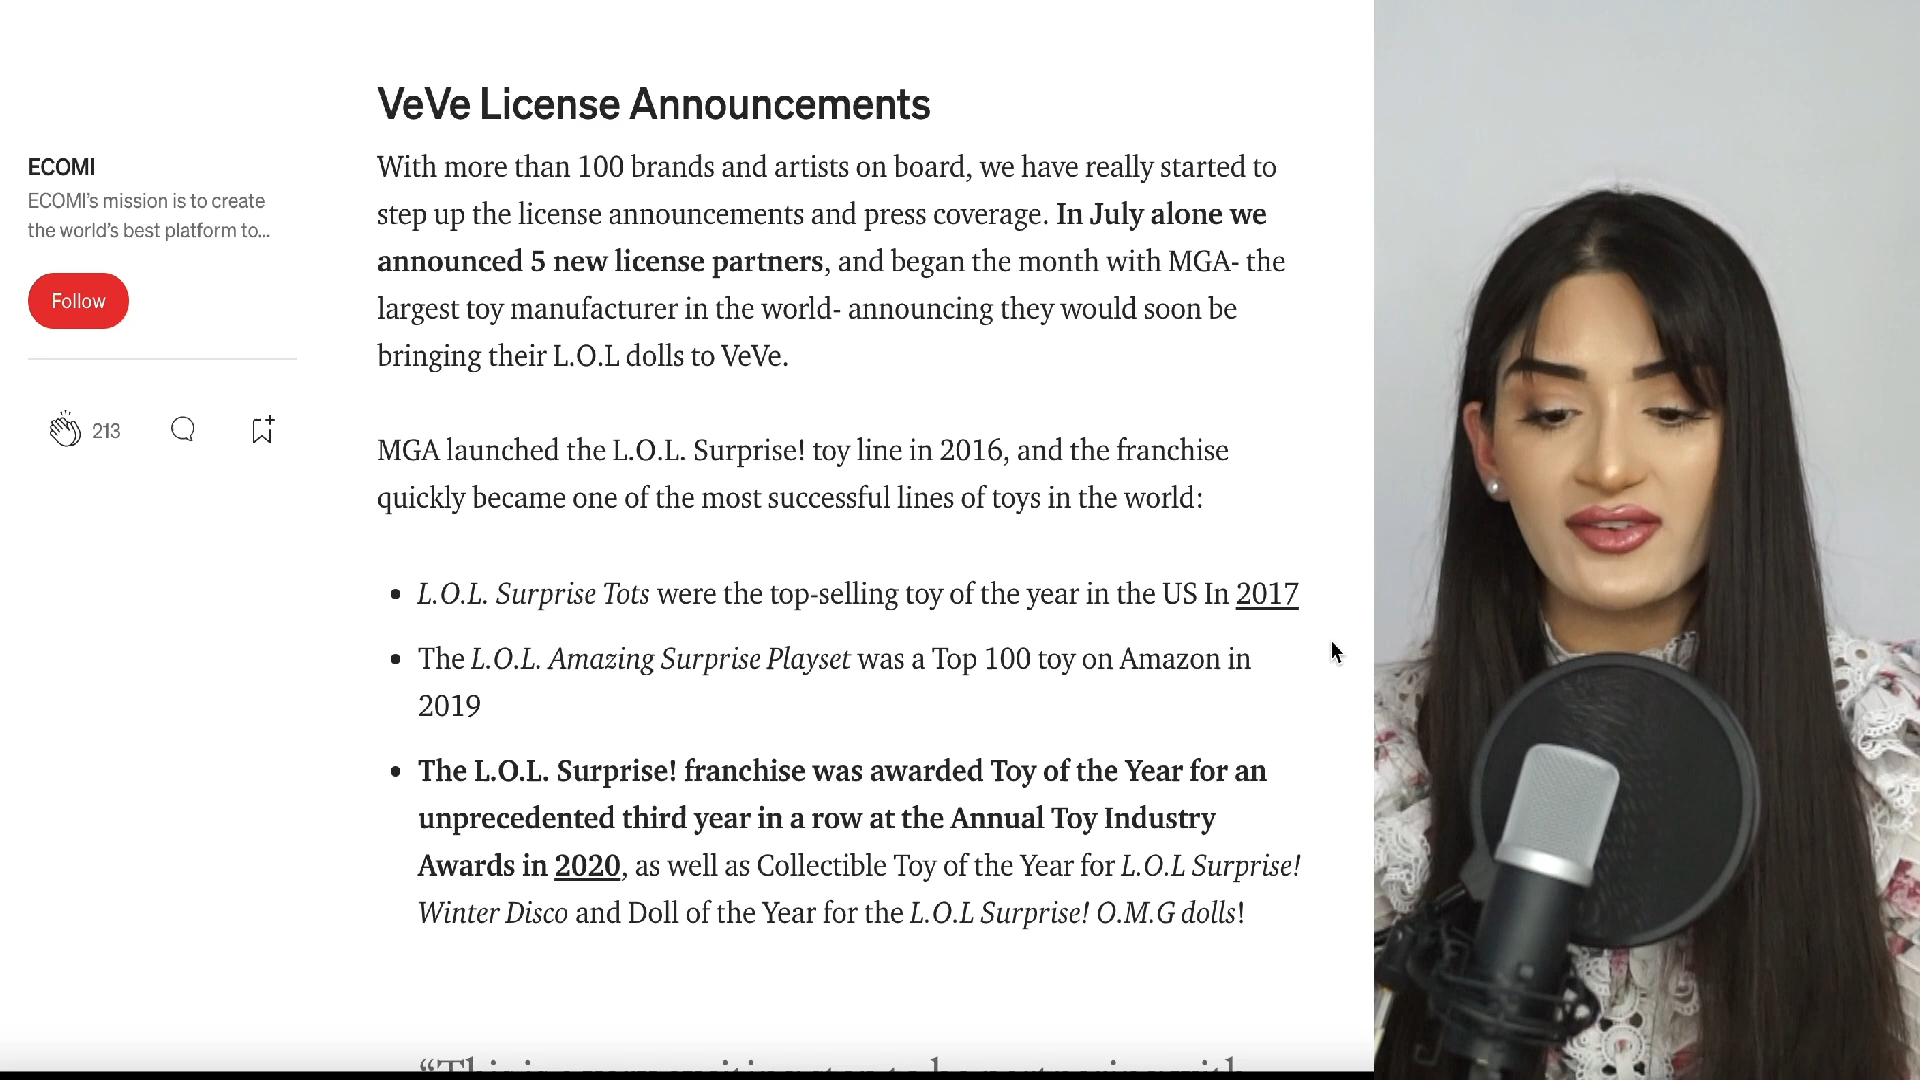 VeVe License Announcements
ECOMI
ECOMI's mission is to create
the world's best platform to...
Follow
213
With more than 100 brands and artists on board, we have really started to
step up the license announcements and press coverage. In July alone we
announced 5 new license partners, and began the month with MGA- the
largest toy manufacturer in the world- announcing they would soon be
bringing their L.O.L dolls to VeVe.
MGA launched the L.O.L. Surprise! toy line in 2016, and the franchise
quickly became one of the most successful lines of toys in the world:
• L.O.L. Surprise Tots were the top-selling toy of the year in the US In 2017
• The L.O.L. Amazing Surprise Playset was a Top 100 toy on Amazon in
2019
• The L.O.L. Surprise! franchise was awarded Toy of the Year for an
unprecedented third year in a row at the Annual Toy Industry
Awards in 2020, as well as Collectible Toy of the Year for L.O.L Surprise!
Winter Disco and Doll of the Year for the L.O.L Surprise! O.M.G dolls!